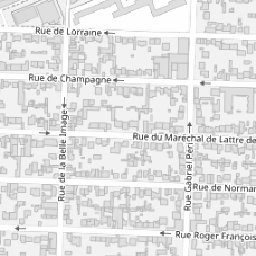 Rue de Lorraine
Rue de Champagne
Rue du Maréchal de Lattre de
Rue de la Belle Image
Rue Gabriel Péri
Rue de Norman
Rue Roger François